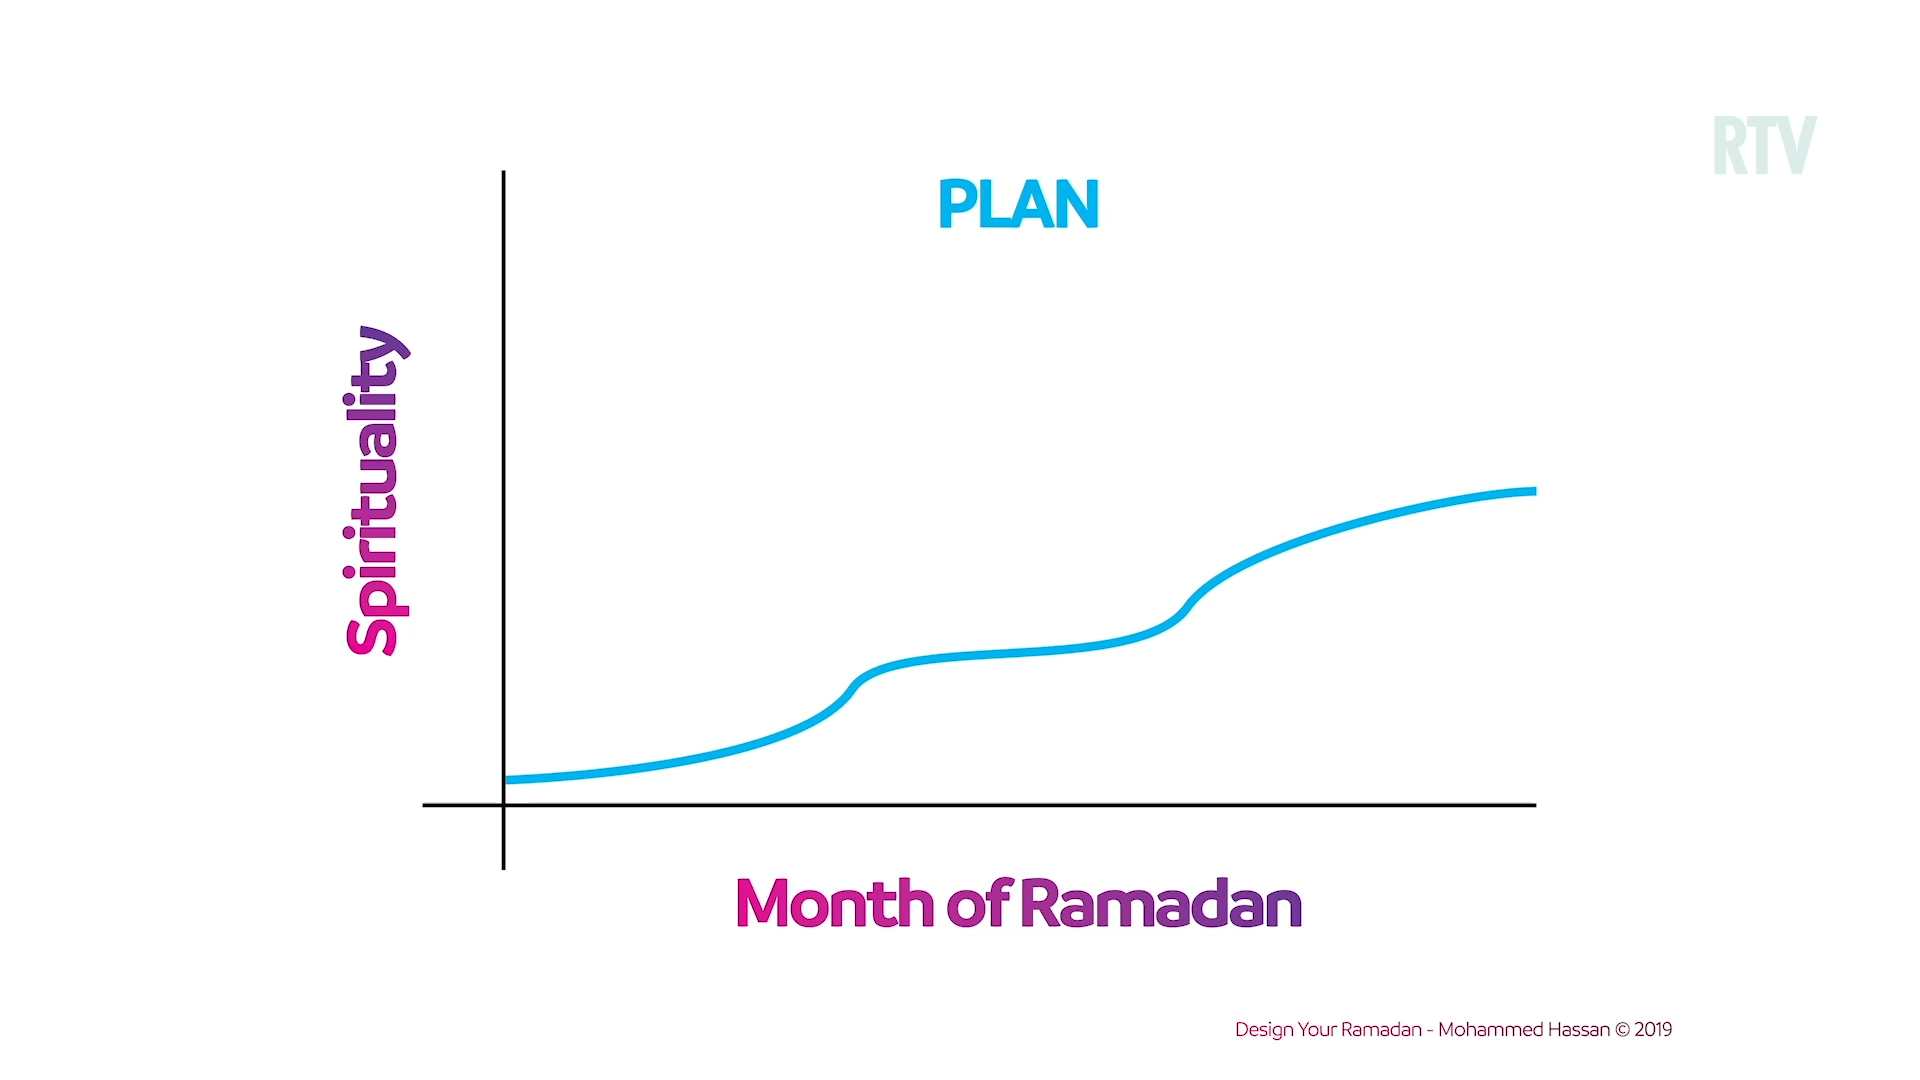 RTV
PLAN
Spirituality
Month of Ramadan
Design Your Ramadan - Mohammed Hassan © 2019